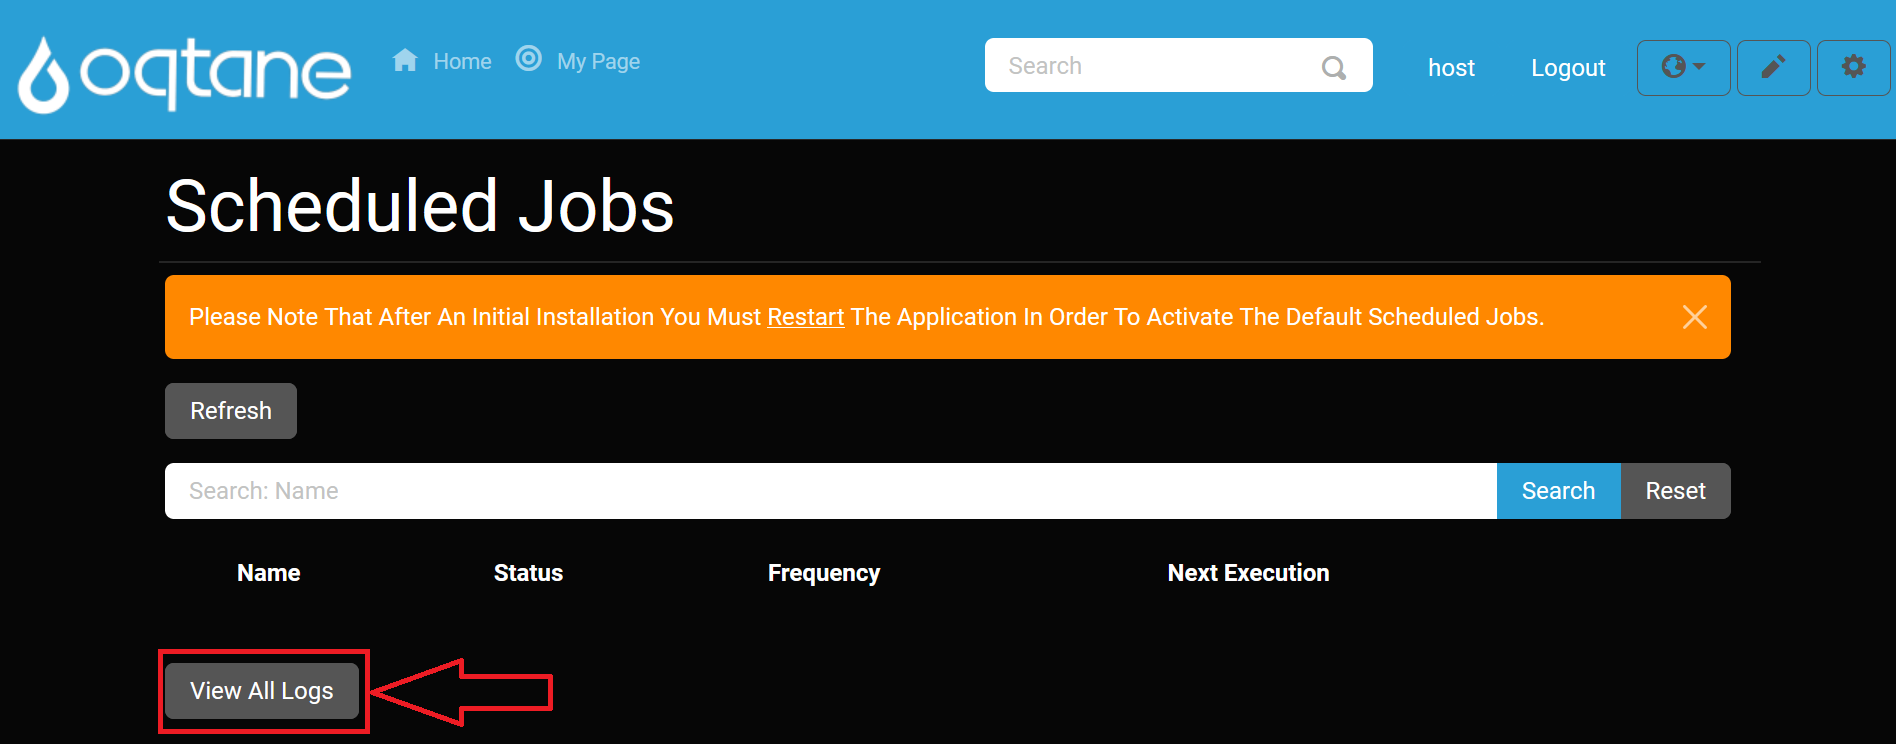 oqtane Home My Page Search host Logout
Scheduled Jobs
Please Note That After An Initial Installation You Must Restart The Application In Order To Activate The Default Scheduled Jobs.
Refresh
Search: Name Search Reset
Name Status Frequency Next Execution
View All Logs